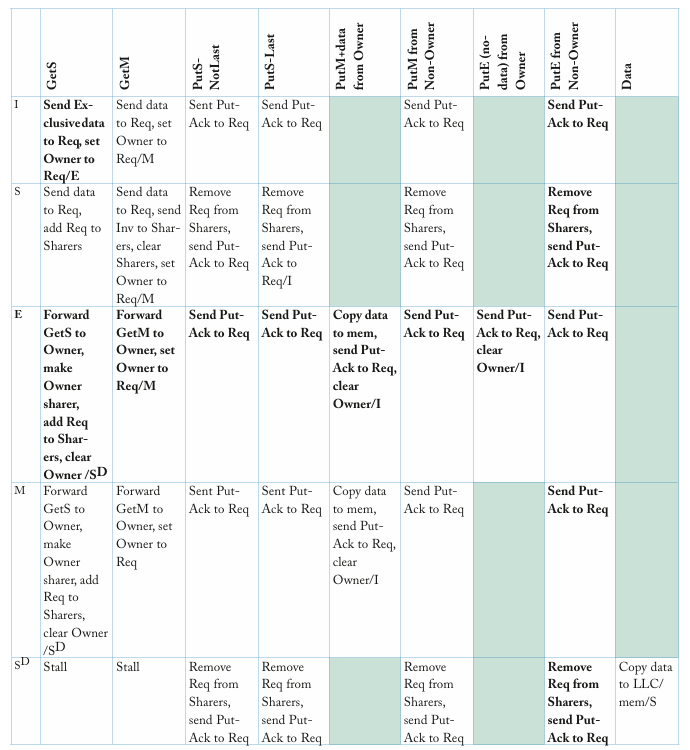 GetS
GetM
PutS-
NotLast
PutS-Last
PutM+data
from Owner
PutM from
Non-Owner
PutE (no-
data) from
Owner
PutE from
Non-Owner
Data
I
Send Ex-
clusive data
to Req, set
Owner to
Req/E
Send data
to Req, set
Owner to
Req/M
Sent Put-
Ack to Req
Send Put-
Ack to Req
Send Put-
Ack to Req
Send Put-
Ack to Req
S
Send data
to Req,
add Req to
Sharers
Send data
to Req, send
Inv to Shar-
ers, clear
Sharers, set
Owner to
Req/M
Remove
Req from
Sharers,
send Put-
Ack to Req
Remove
Req from
Sharers,
send Put-
Ack to
Req/I
Remove
Req from
Sharers,
send Put-
Ack to Req
Remove
Req from
Sharers,
send Put-
Ack to Req
E
Forward
GetS to
Owner,
make
Owner
sharer,
add Req
to Shar-
ers, clear
Owner /S^D
Forward
GetM to
Owner, set
Owner to
Req/M
Send Put-
Ack to Req
Send Put-
Ack to Req
Copy data
to mem,
send Put-
Ack to Req,
clear
Owner/I
Send Put-
Ack to Req
Send Put-
Ack to Req,
clear
Owner/I
Send Put-
Ack to Req
M
Forward
GetS to
Owner,
make
Owner
sharer, add
Req to
Sharers,
clear Owner
/S^D
Forward
GetM to
Owner, set
Owner to
Req
Sent Put-
Ack to Req
Sent Put-
Ack to Req
Copy data
to mem,
send Put-
Ack to Req,
clear
Owner/I
Send Put-
Ack to Req
Send Put-
Ack to Req
S^D
Stall
Stall
Remove
Req from
Sharers,
send Put-
Ack to Req
Remove
Req from
Sharers,
send Put-
Ack to Req
Remove
Req from
Sharers,
send Put-
Ack to Req
Remove
Req from
Sharers,
send Put-
Ack to Req
Copy data
to LLC/
mem/S